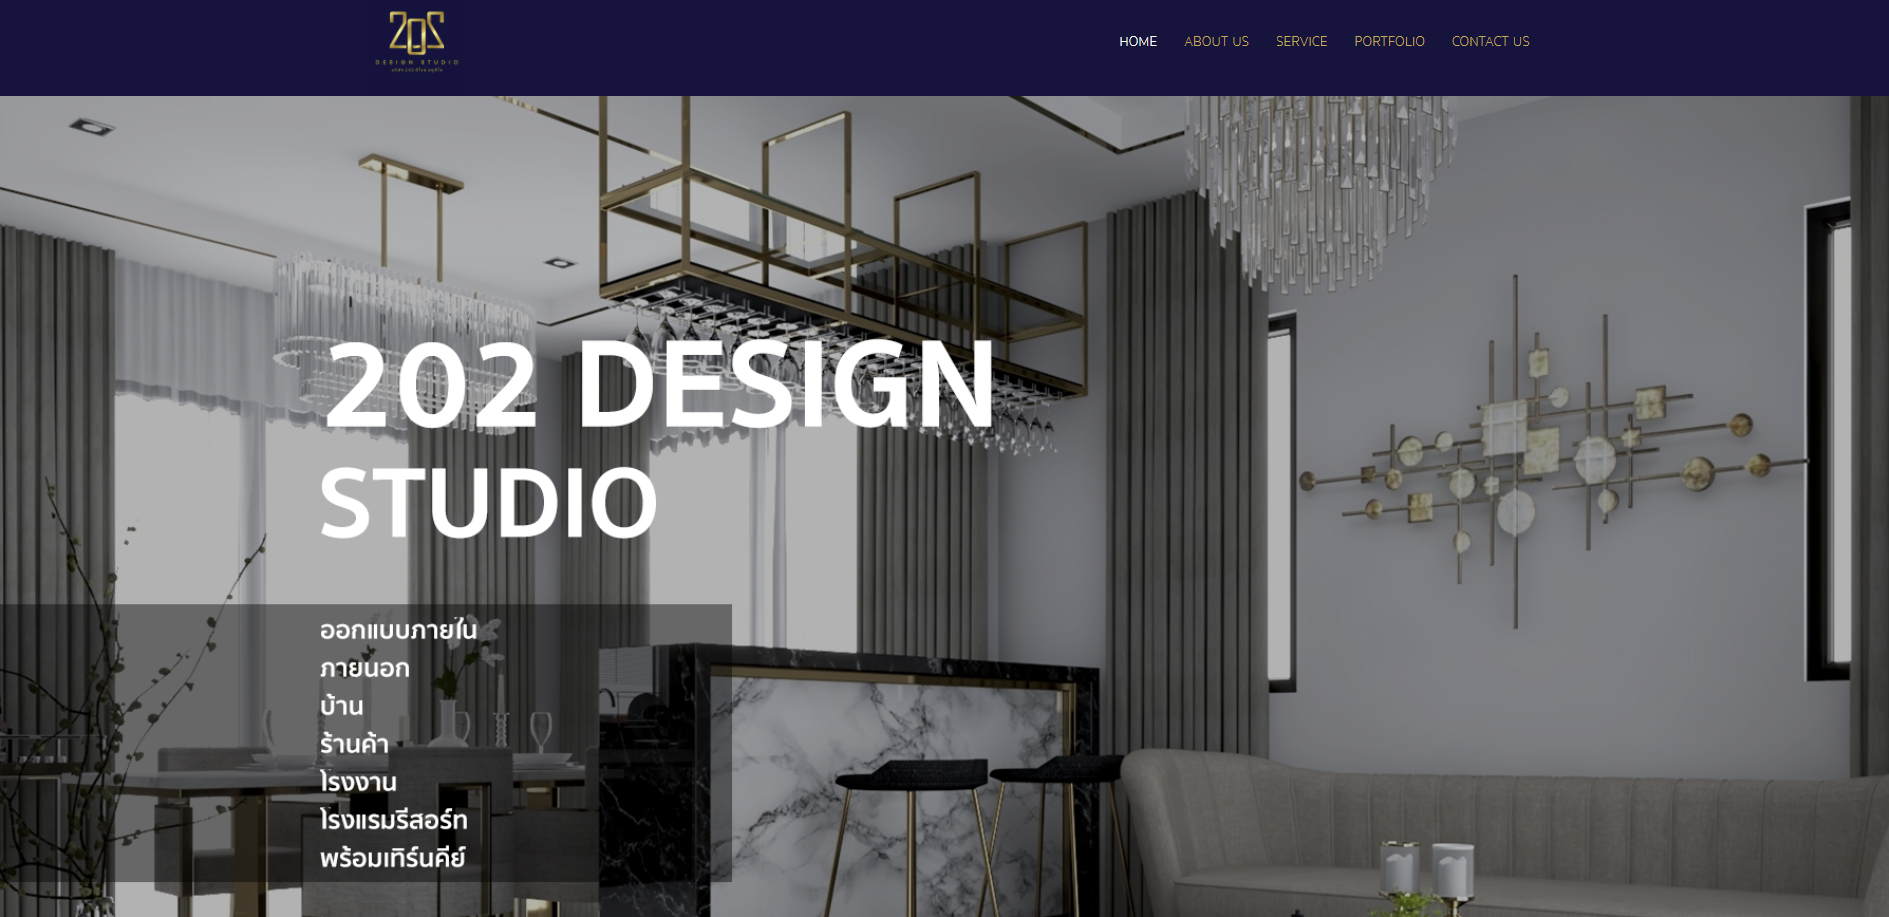 202
DESIGN STUDIO
HOME ABOUT US SERVICE PORTFOLIO CONTACT US
202 DESIGN
STUDIO
ออกแบบภายใน
ภายนอก
บ้าน
ร้านค้า
โรงงาน
โรงแรมรีสอร์ท
พร้อมเทิร์นคีย์